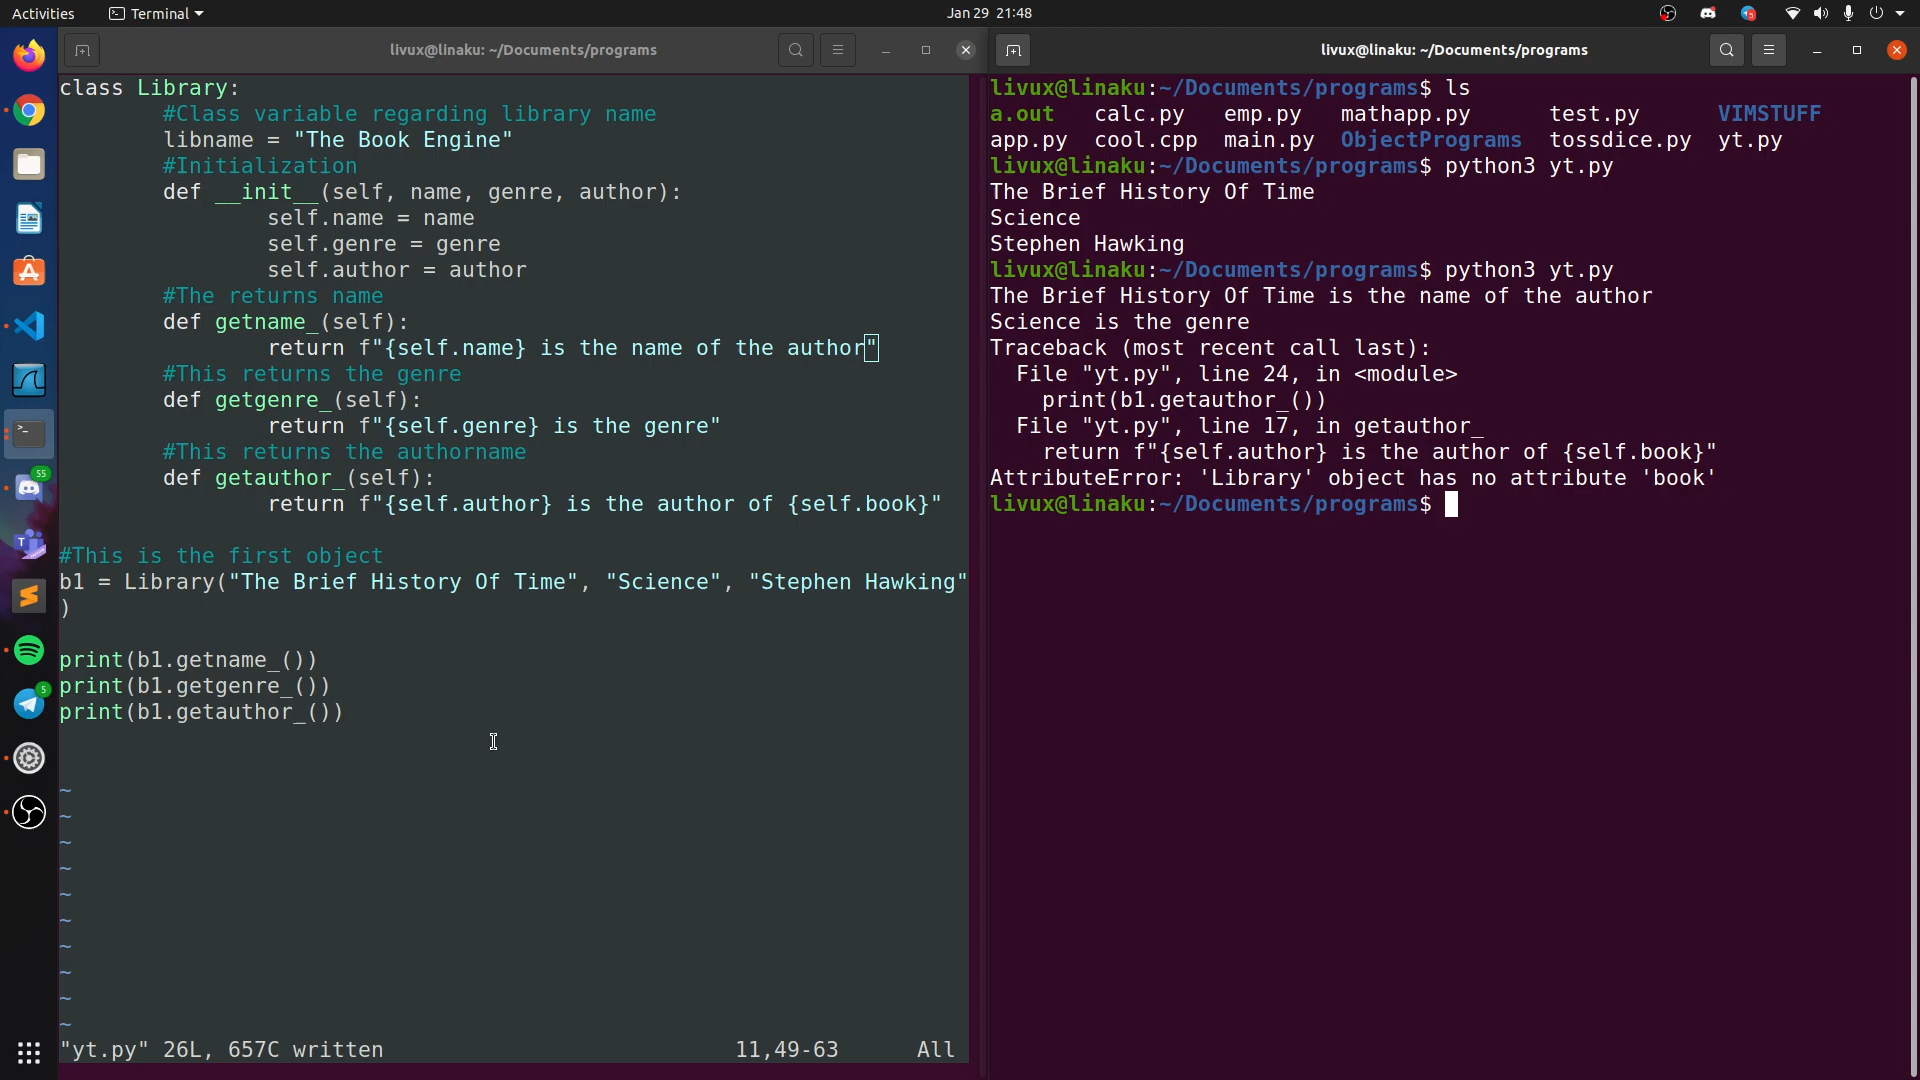 Activities
Terminal
Jan 29 21:48
livux@linaku: ~/Documents/programs
class Library:
#Class variable regarding library name
libname = "The Book Engine"
#Initialization
def __init__(self, name, genre, author):
self.name = name
self.genre = genre
self.author = author
#The returns name
def getname_(self):
return f"{self.name} is the name of the author"
#This returns the genre
def getgenre_(self):
return f"{self.genre} is the genre"
#This returns the authorname
def getauthor_(self):
return f"{self.author} is the author of {self.book}"
#This is the first object
b1 = Library("The Brief History Of Time", "Science", "Stephen Hawking"
)
print(b1.getname_())
print(b1.getgenre_())
print(b1.getauthor_())
~
~
~
~
~
~
~
~
~
~
"yt.py" 26L, 657C written 11,49-63 All
livux@linaku: ~/Documents/programs
livux@linaku:~/Documents/programs$ ls
a.out calc.py emp.py mathapp.py test.py VIMSTUFF
app.py cool.cpp main.py ObjectPrograms tossdice.py yt.py
livux@linaku:~/Documents/programs$ python3 yt.py
The Brief History Of Time
Science
Stephen Hawking
livux@linaku:~/Documents/programs$ python3 yt.py
The Brief History Of Time is the name of the author
Science is the genre
Traceback (most recent call last):
File "yt.py", line 24, in <module>
print(b1.getauthor_())
File "yt.py", line 17, in getauthor_
return f"{self.author} is the author of {self.book}"
AttributeError: 'Library' object has no attribute 'book'
livux@linaku:~/Documents/programs$
55
T
5